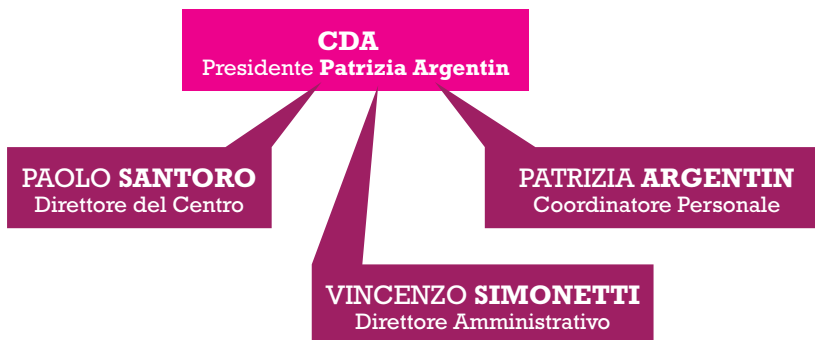 CDA
Presidente Patrizia Argentin
PAOLO SANTORO
Direttore del Centro
PATRIZIA ARGENTIN
Coordinatore Personale
VINCENZO SIMONETTI
Direttore Amministrativo